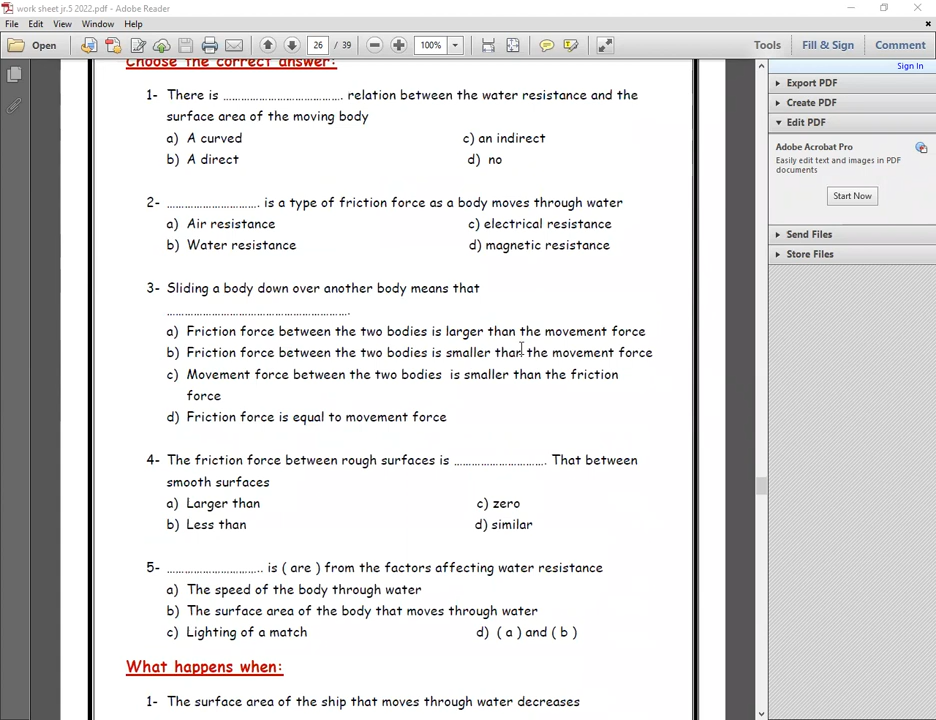 work sheet jr.5 2022.pdf - Adobe Reader
File Edit View Window Help
Open 26 / 39 100% Tools Fill & Sign Comment
Sign In
Export PDF
Create PDF
Edit PDF
Adobe Acrobat Pro
Easily edit text and images in PDF
documents
Start Now
Send Files
Store Files
Choose the correct answer:
1- There is ........................................ relation between the water resistance and the
surface area of the moving body
a) A curved c) an indirect
b) A direct d) no
2- ............................... is a type of friction force as a body moves through water
a) Air resistance c) electrical resistance
b) Water resistance d) magnetic resistance
3- Sliding a body down over another body means that
.............................................................
a) Friction force between the two bodies is larger than the movement force
b) Friction force between the two bodies is smaller than the movement force
c) Movement force between the two bodies is smaller than the friction
force
d) Friction force is equal to movement force
4- The friction force between rough surfaces is .............................. That between
smooth surfaces
a) Larger than c) zero
b) Less than d) similar
5- ................................ is ( are ) from the factors affecting water resistance
a) The speed of the body through water
b) The surface area of the body that moves through water
c) Lighting of a match d) ( a ) and ( b )
What happens when:
1- The surface area of the ship that moves through water decreases